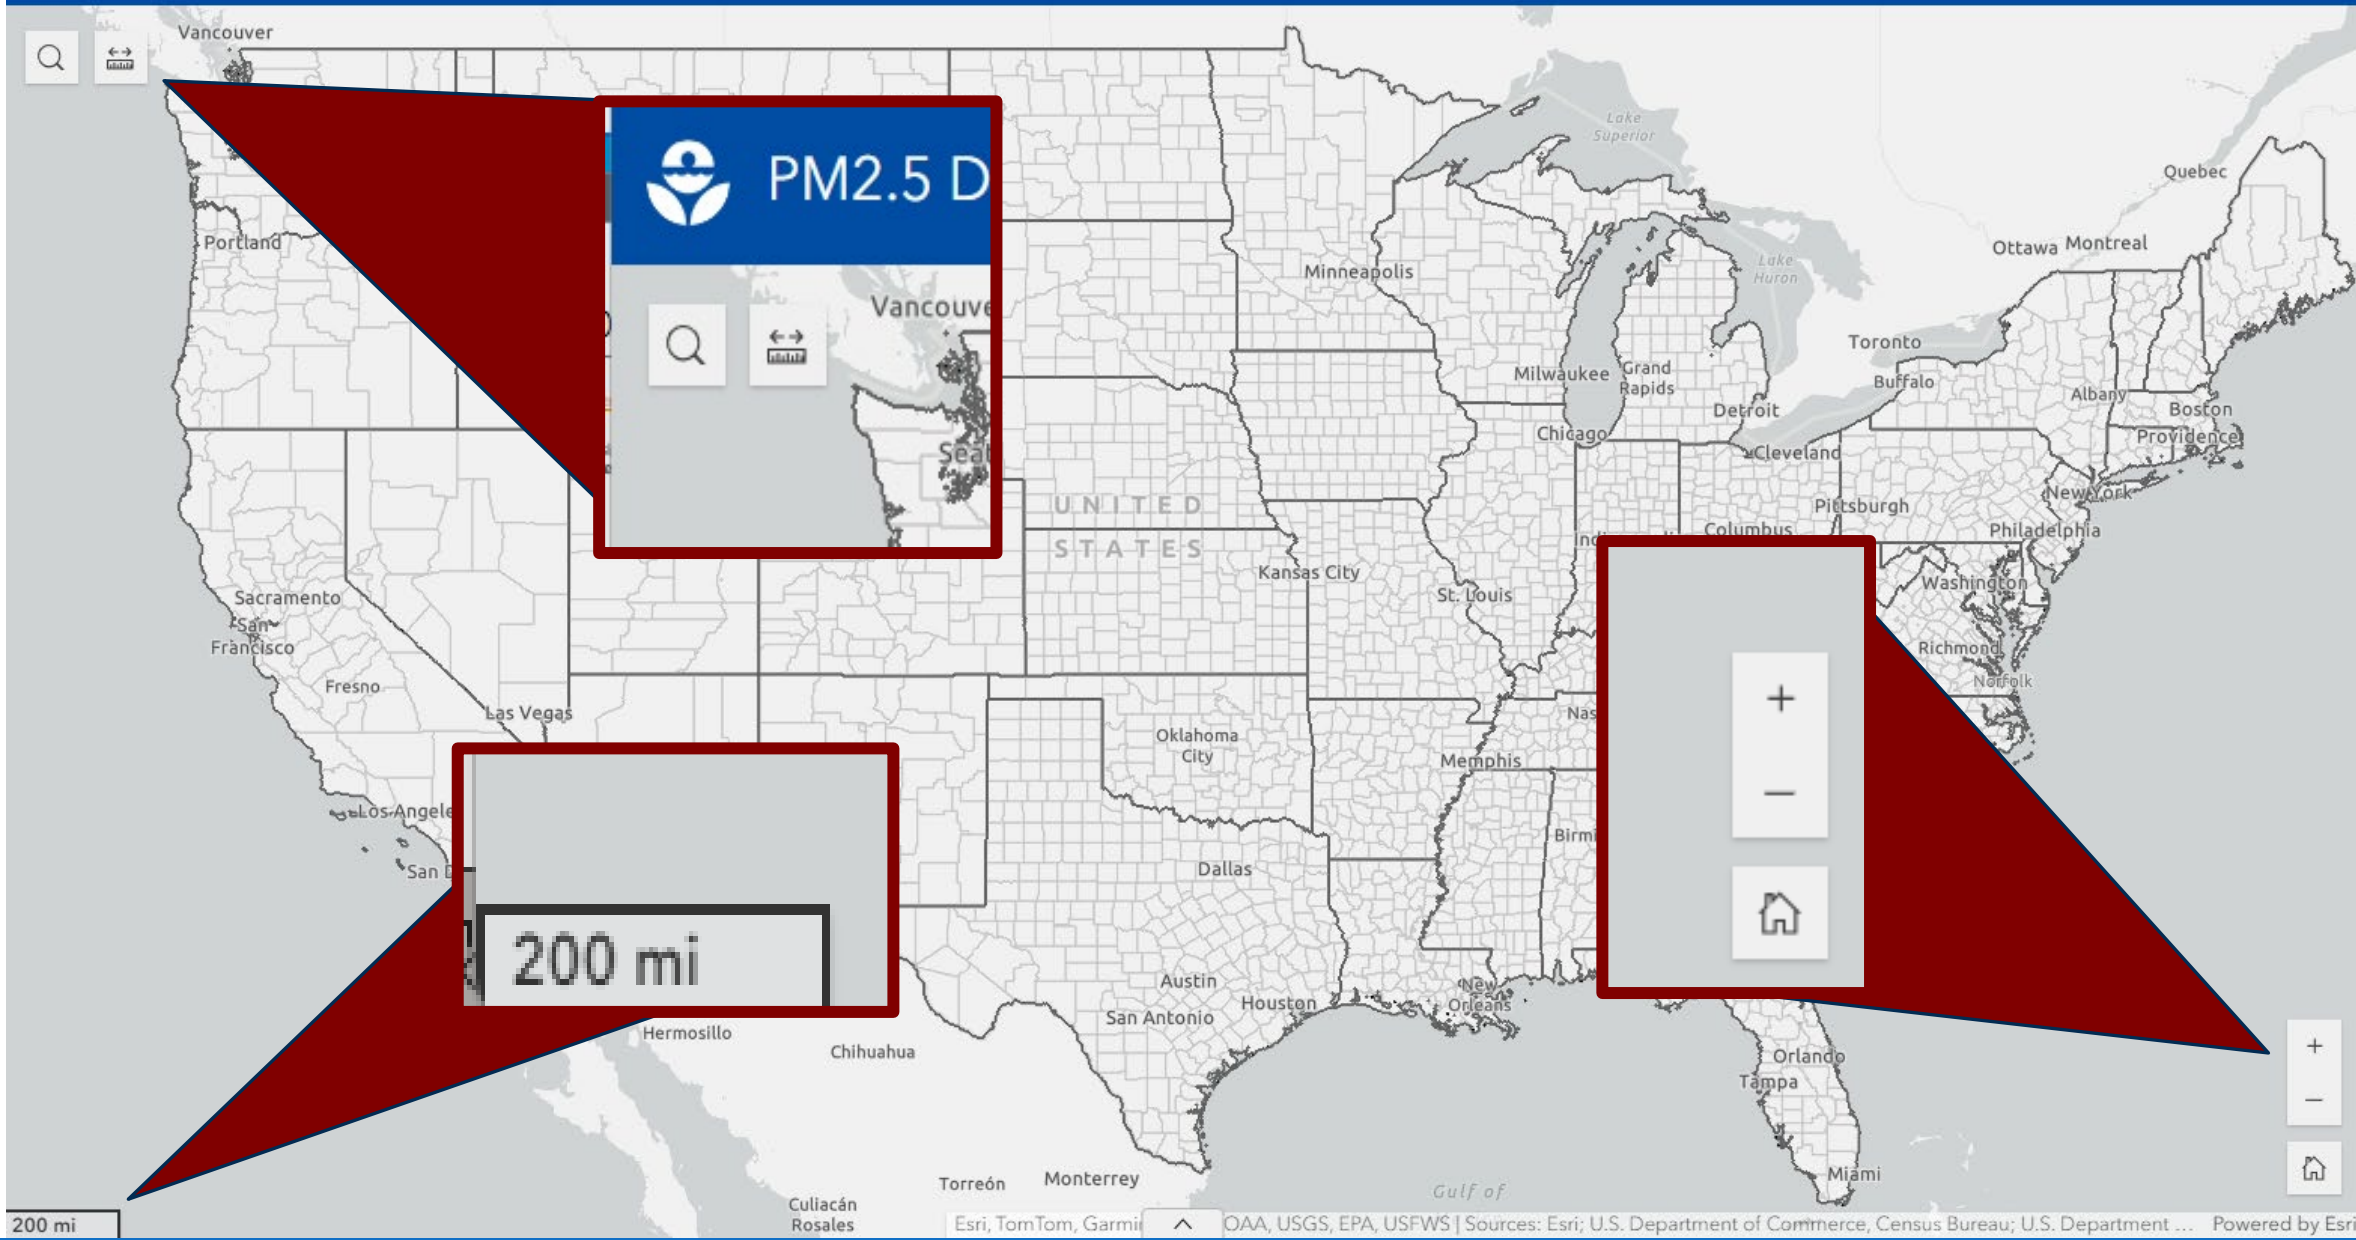 Vancouver
PM2.5 D
Vancouve
Seat
Lake
Superior
Quebec
Portland
Ottawa Montreal
Lake
Huron
Minneapolis
Toronto
Milwaukee
Grand
Rapids
Buffalo
Albany
Detroit
Boston
Chicago
Providence
Cleveland
New York
UNITED
STATES
Pittsburgh
Columbus
Philadelphia
Kansas City
Washington
St. Louis
Sacramento
San
Francisco
Richmond
Norfolk
Fresno
Las Vegas
Nas
+
−
Oklahoma
City
Memphis
Los Angele
Birmi
Dallas
San D
200 mi
Austin
New
Orleans
Houston
San Antonio
Hermosillo
Chihuahua
Orlando
Tampa
+
−
Miami
Torreón
Monterrey
Gulf of
Culiacán
Rosales
200 mi
Esri, TomTom, Garmi
OAA, USGS, EPA, USFWS | Sources: Esri; U.S. Department of Commerce, Census Bureau; U.S. Department ...
Powered by Esri